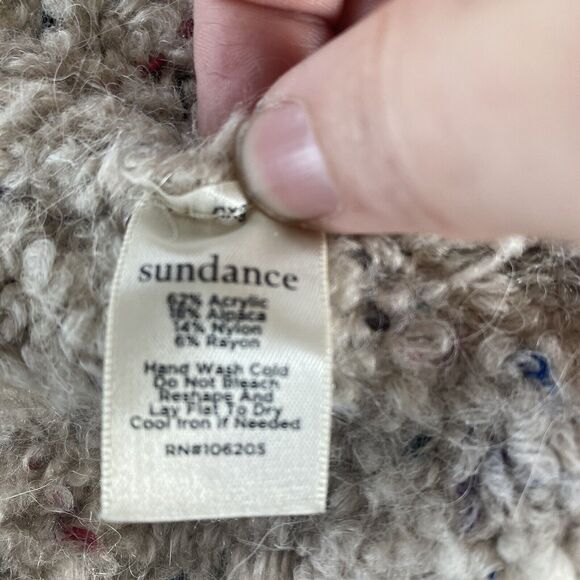 sundance
62% Acrylic
18% Alpaca
14% Nylon
6% Rayon
Hand Wash Cold
Do Not Bleach
Reshape And
Lay Flat To Dry
Cool Iron If Needed
RN#106205